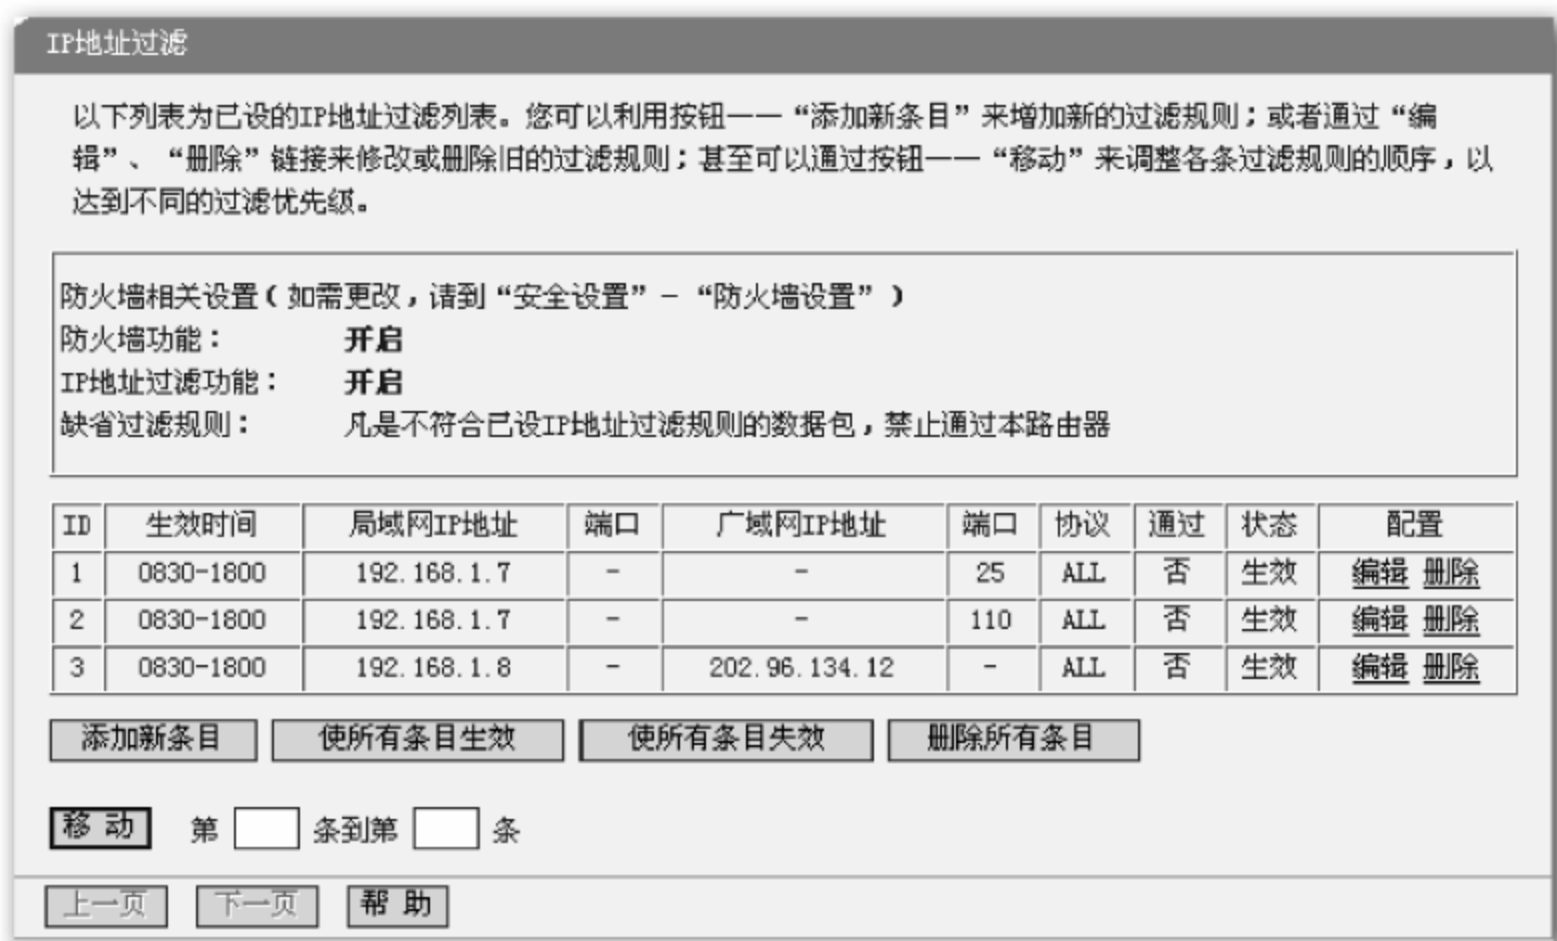 IP地址过滤
以下列表为已设的IP地址过滤列表。您可以利用按钮——“添加新条目”来增加新的过滤规则；或者通过“编
辑”、“删除”链接来修改或删除旧的过滤规则；甚至可以通过按钮——“移动”来调整各条过滤规则的顺序，以
达到不同的过滤优先级。
防火墙相关设置(如需更改，请到“安全设置”－“防火墙设置”)
防火墙功能： 开启
IP地址过滤功能： 开启
缺省过滤规则： 凡是不符合已设IP地址过滤规则的数据包，禁止通过本路由器
ID 生效时间 局域网IP地址 端口 广域网IP地址 端口 协议 通过 状态 配置
1 0830-1800 192.168.1.7 - - 25 ALL 否 生效 编辑 删除
2 0830-1800 192.168.1.7 - - 110 ALL 否 生效 编辑 删除
3 0830-1800 192.168.1.8 - 202.96.134.12 - ALL 否 生效 编辑 删除
添加新条目 使所有条目生效 使所有条目失效 删除所有条目
移 动 第 条到第 条
上一页 下一页 帮 助